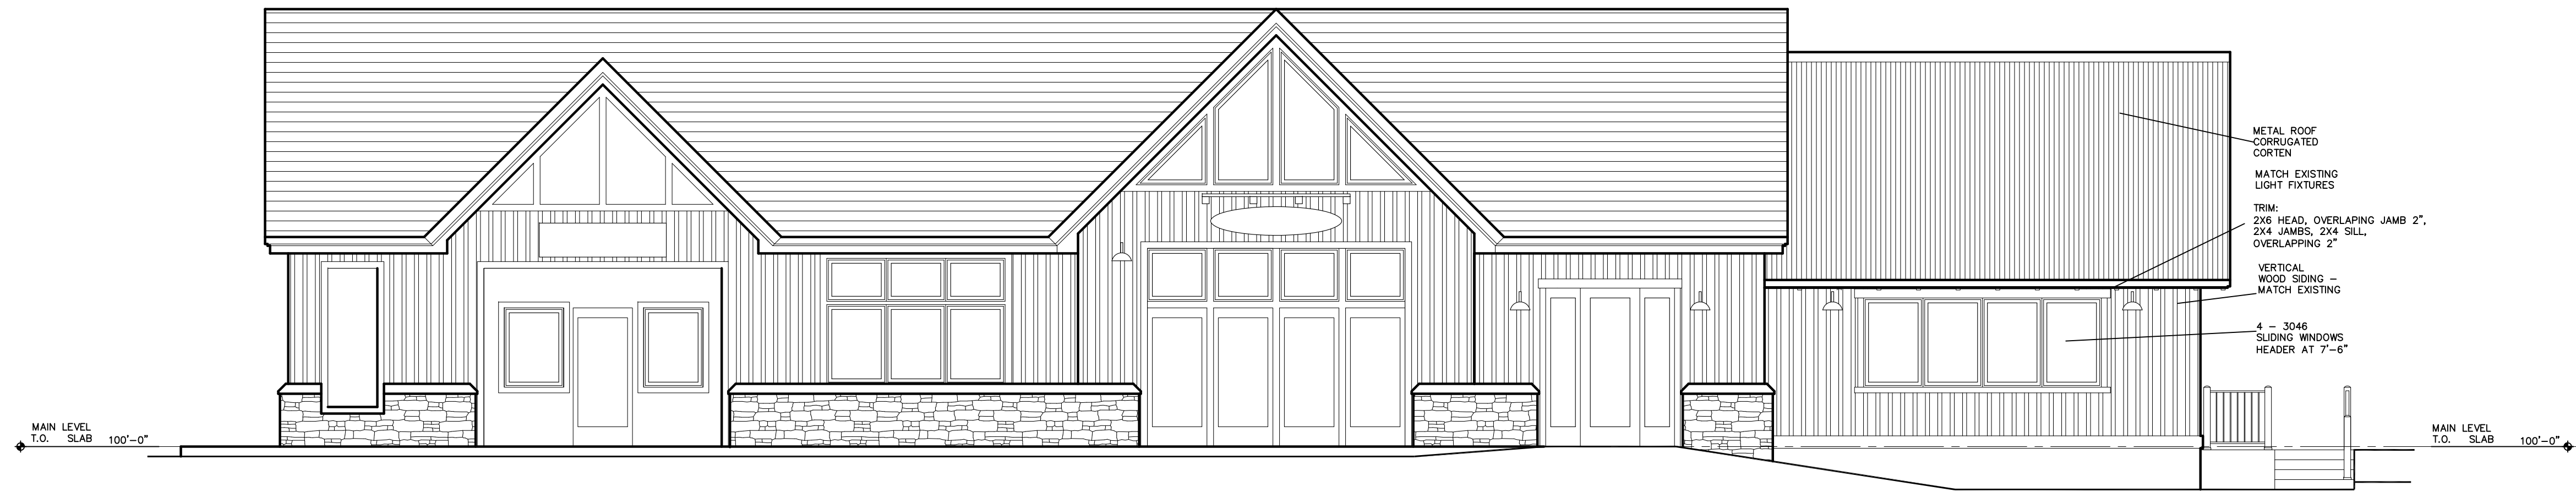 METAL ROOF
CORRUGATED
CORTEN
MATCH EXISTING
LIGHT FIXTURES
TRIM:
2X6 HEAD, OVERLAPING JAMB 2",
2X4 JAMBS, 2X4 SILL,
OVERLAPPING 2"
VERTICAL
WOOD SIDING –
MATCH EXISTING
4 – 3046
SLIDING WINDOWS
HEADER AT 7'–6"
MAIN LEVEL
T.O. SLAB 100'–0"
MAIN LEVEL
T.O. SLAB 100'–0"